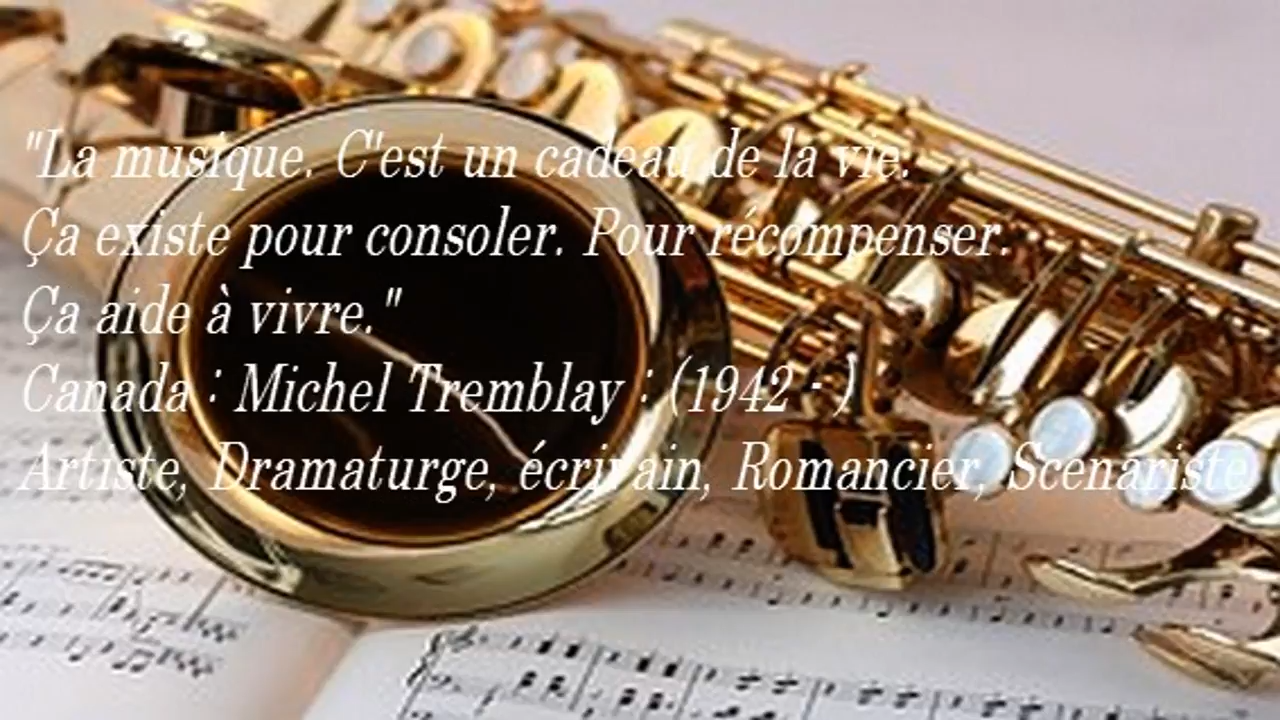 "La musique. C'est un cadeau de la vie.
Ça existe pour consoler. Pour récompenser.
Ça aide à vivre."
Canada : Michel Tremblay : (1942 - )
Artiste, Dramaturge, écrivain, Romancier, Scénariste